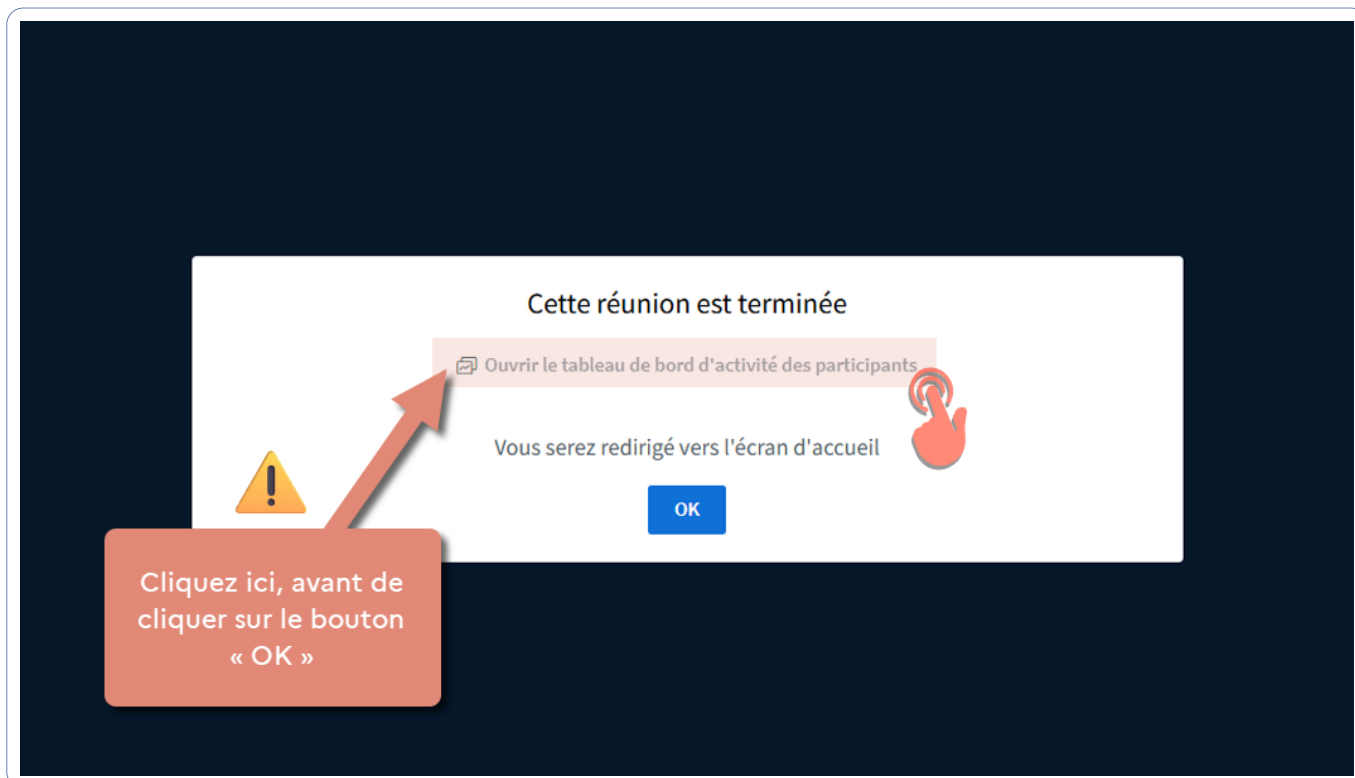 Cette réunion est terminée
Ouvrir le tableau de bord d'activité des participants
Vous serez redirigé vers l'écran d'accueil
OK
Cliquez ici, avant de
cliquer sur le bouton
« OK »